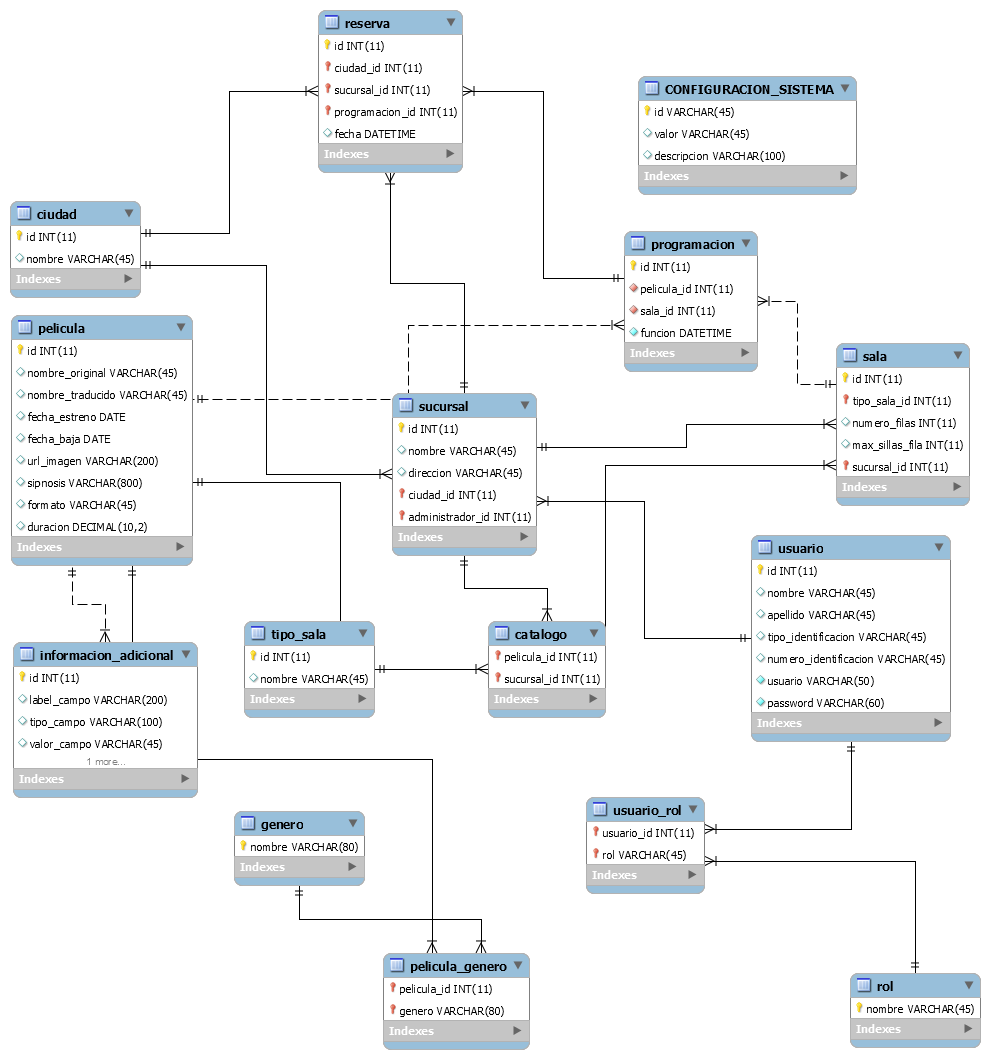 reserva
id INT(11)
ciudad_id INT(11)
sucursal_id INT(11)
programacion_id INT(11)
fecha DATETIME
Indexes
CONFIGURACION_SISTEMA
id VARCHAR(45)
valor VARCHAR(45)
descripcion VARCHAR(100)
Indexes
ciudad
id INT(11)
nombre VARCHAR(45)
Indexes
programacion
id INT(11)
pelicula_id INT(11)
sala_id INT(11)
funcion DATETIME
Indexes
pelicula
id INT(11)
nombre_original VARCHAR(45)
nombre_traducido VARCHAR(45)
fecha_estreno DATE
fecha_baja DATE
url_imagen VARCHAR(200)
sipnosis VARCHAR(800)
formato VARCHAR(45)
duracion DECIMAL(10,2)
Indexes
sala
id INT(11)
tipo_sala_id INT(11)
numero_filas INT(11)
max_sillas_fila INT(11)
sucursal_id INT(11)
Indexes
sucursal
id INT(11)
nombre VARCHAR(45)
direccion VARCHAR(45)
ciudad_id INT(11)
administrador_id INT(11)
Indexes
usuario
id INT(11)
nombre VARCHAR(45)
apellido VARCHAR(45)
tipo_identificacion VARCHAR(45)
numero_identificacion VARCHAR(45)
usuario VARCHAR(50)
password VARCHAR(60)
Indexes
tipo_sala
id INT(11)
nombre VARCHAR(45)
Indexes
catalogo
pelicula_id INT(11)
sucursal_id INT(11)
Indexes
informacion_adicional
id INT(11)
label_campo VARCHAR(200)
tipo_campo VARCHAR(100)
valor_campo VARCHAR(45)
1 more...
Indexes
genero
nombre VARCHAR(80)
Indexes
usuario_rol
usuario_id INT(11)
rol VARCHAR(45)
Indexes
pelicula_genero
pelicula_id INT(11)
genero VARCHAR(80)
Indexes
rol
nombre VARCHAR(45)
Indexes